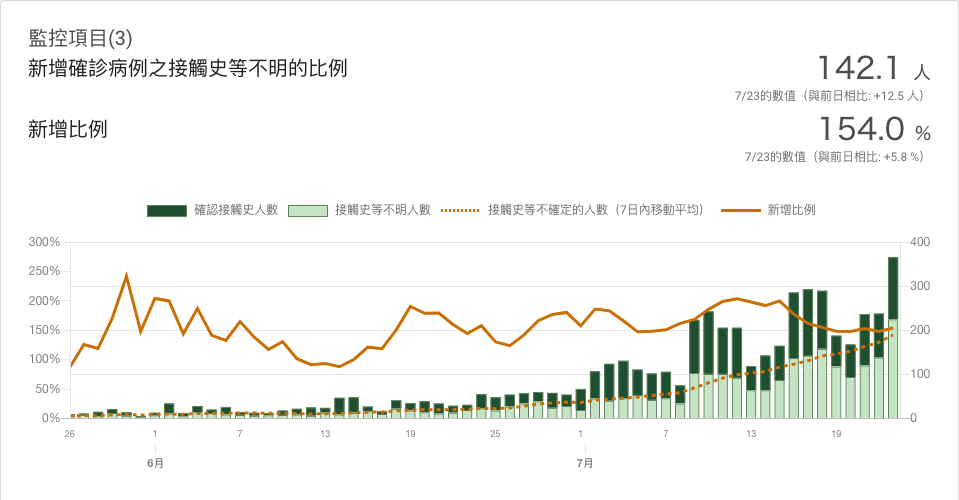 監控項目(3)
新增確診病例之接觸史等不明的比例
142.1 人
7/23的數值（與前日相比: +12.5 人）
新增比例
154.0 %
7/23的數值（與前日相比: +5.8 %）
確認接觸史人數 接觸史等不明人數 接觸史等不確定的人數（7日內移動平均） 新增比例
300% 400
250%
200% 300
150% 200
100% 100
50%
0% 0
26 1 7 13 19 25 1 7 13 19
6月 7月